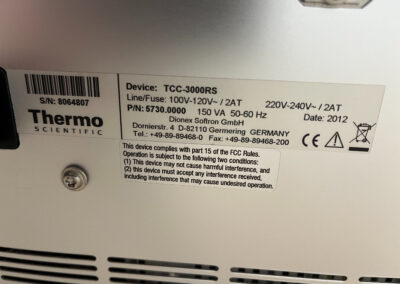 S/N: 8064807
Thermo
SCIENTIFIC
Device: TCC-3000RS
Line/Fuse: 100V-120V~ / 2AT 220V-240V~ / 2AT
P/N: 5730.0000 150 VA 50-60 Hz Date: 2012
Dionex Softron GmbH
Dornierstr. 4 D-82110 Germering GERMANY
Tel.: +49-89-89468-0 Fax: +49-89-89468-200
CE
This device complies with part 15 of the FCC Rules.
Operation is subject to the following two conditions:
(1) This device may not cause harmful interference, and
(2) this device must accept any interference received,
including interference that may cause undesired operation.